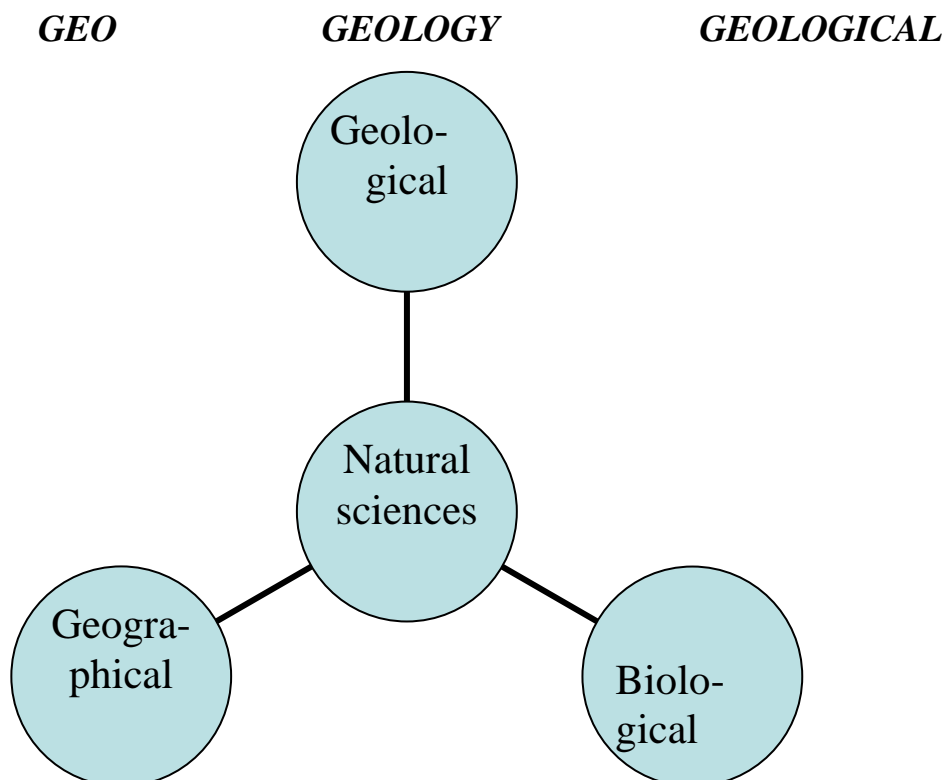 GEO GEOLOGY GEOLOGICAL
Geolo-
gical
Natural
sciences
Geogra-
phical
Biolo-
gical